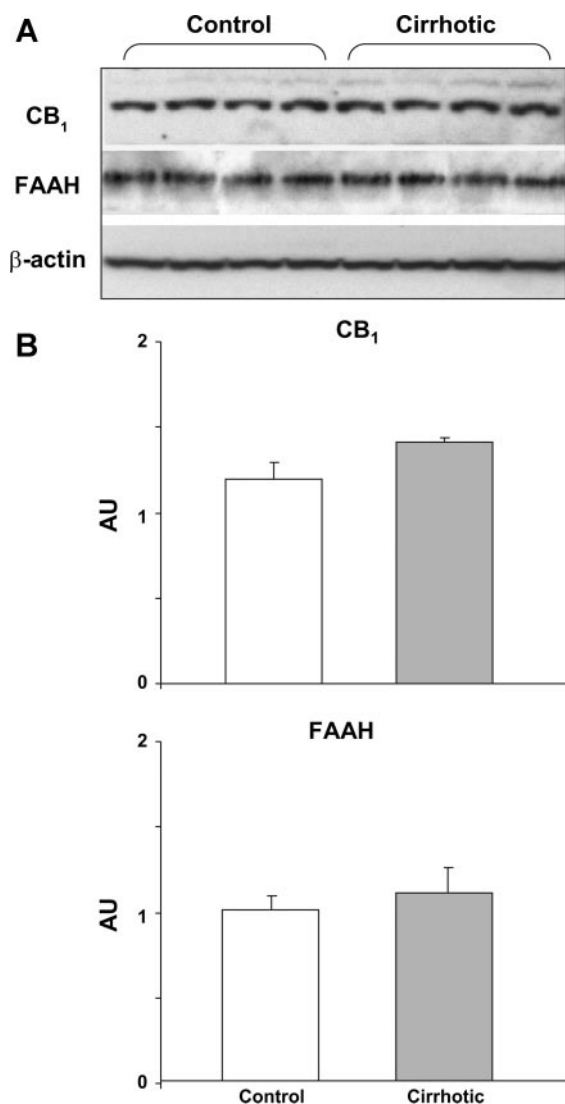 A
Control Cirrhotic
CB₁
FAAH
β-actin
B
CB₁
2
1
0
AU
FAAH
2
1
0
AU
Control Cirrhotic